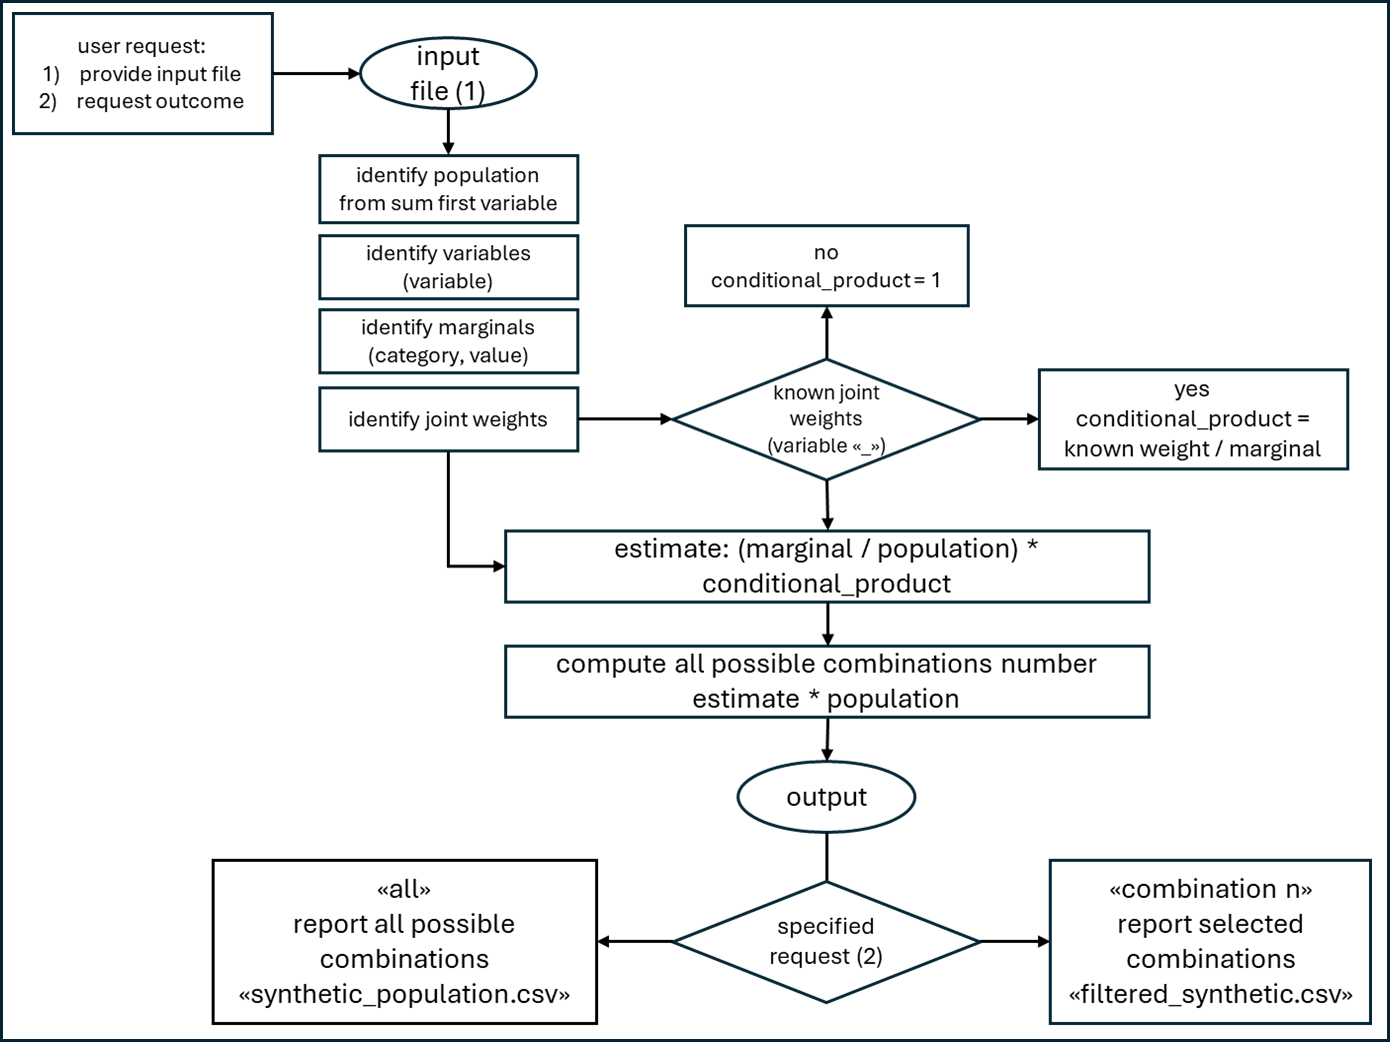 user request:
1) provide input file
2) request outcome
input
file (1)
identify population
from sum first variable
identify variables
(variable)
identify marginals
(category, value)
identify joint weights
no
conditional_product = 1
known joint
weights
(variable «_»)
yes
conditional_product =
known weight / marginal
estimate: (marginal / population) *
conditional_product
compute all possible combinations number
estimate * population
output
specified
request (2)
«all»
report all possible
combinations
«synthetic_population.csv»
«combination n»
report selected
combinations
«filtered_synthetic.csv»